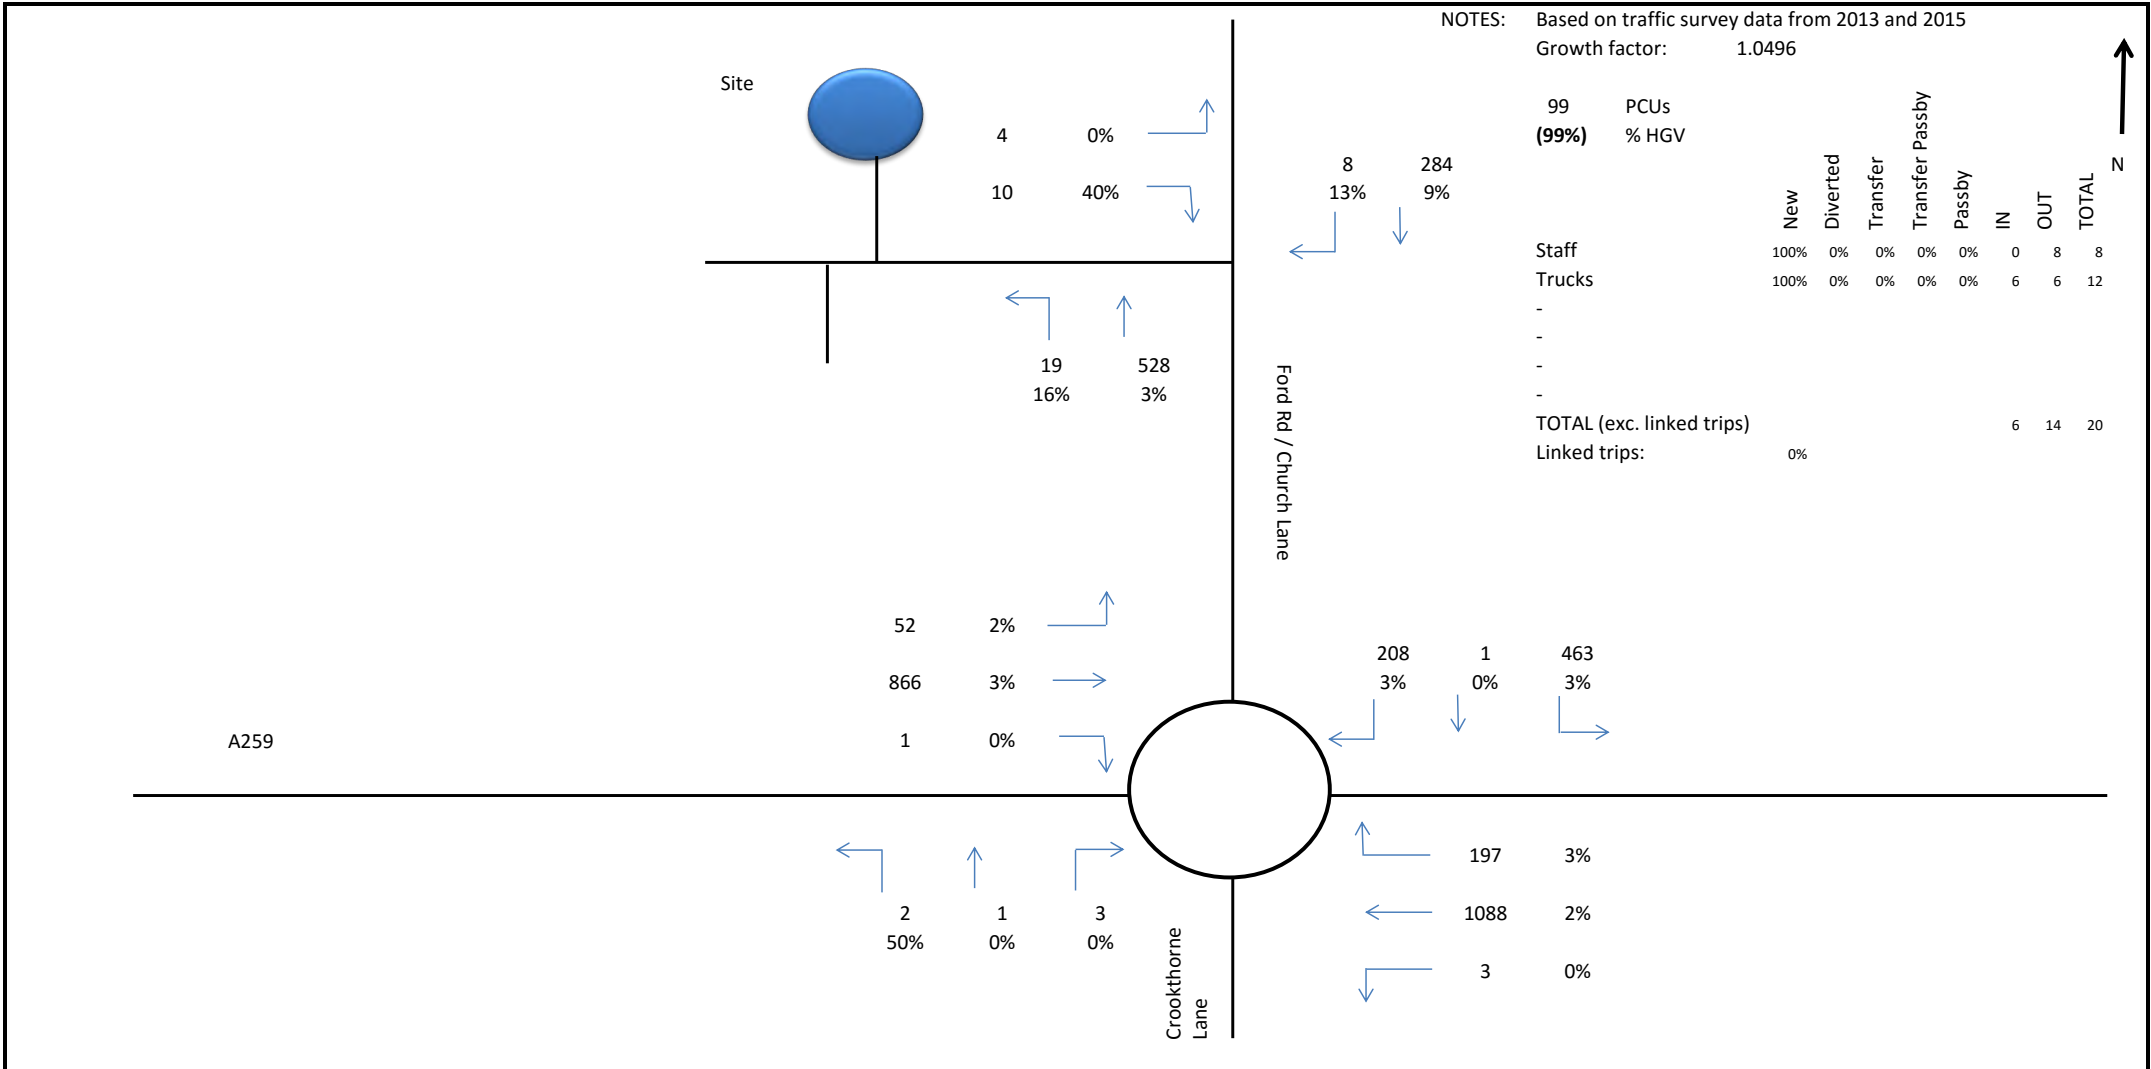 NOTES: Based on traffic survey data from 2013 and 2015
Growth factor: 1.0496
Site
99 PCUs
(99%) % HGV
N
4 0%
10 40%
8 284
13% 9%
New Diverted Transfer Transfer Passby Passby IN OUT TOTAL
Staff 100% 0% 0% 0% 0% 0 8 8
Trucks 100% 0% 0% 0% 0% 6 6 12
-
-
-
-
TOTAL (exc. linked trips) 6 14 20
Linked trips: 0%
19 528
16% 3%
Ford Rd / Church Lane
52 2%
866 3%
1 0%
208 1 463
3% 0% 3%
A259
2 1 3
50% 0% 0%
197 3%
1088 2%
3 0%
Crookthorne
Lane